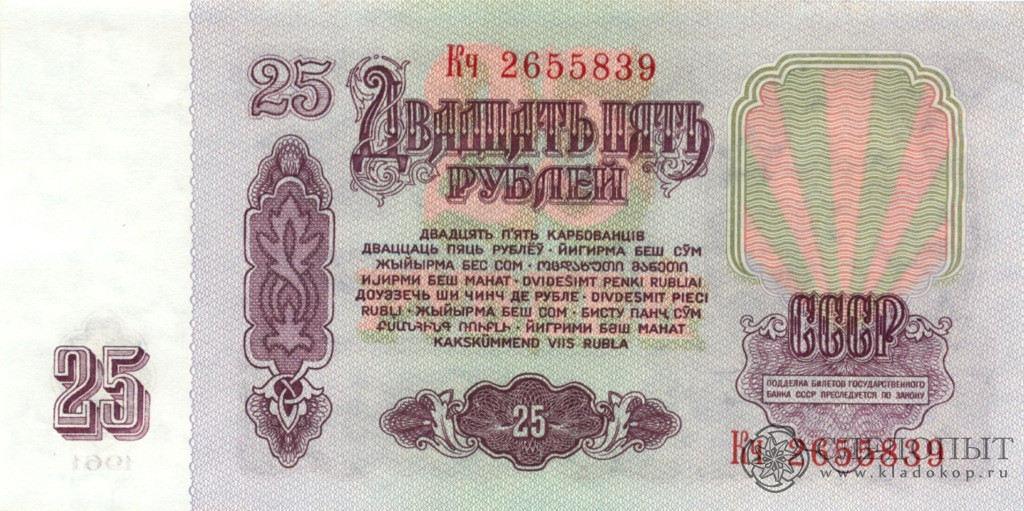 25
Кч 2655839
Двадцать пять
рублей
ДВАДЦЯТЬ П'ЯТЬ КАРБОВАНЦІВ
ДВАЦЦАЦЬ ПЯЦЬ РУБЛЁЎ · ЙИГИРМА БЕШ СЎМ
ЖЫЙЫРМА БЕС СОМ · ᲝᲪᲓᲐᲮᲣᲗᲘ ᲛᲐᲜᲔᲗᲘ
ИЈИРМИ БЕШ МАНАТ · DVIDEŠIMT PENKI RUBLIAI
ДОУЭЗЕЧЬ ШИ ЧИНЧ ДЕ РУБЛЕ · DIVDESMIT PIECI
RUBĻI · ЖЫЙЫРМА БЕШ СОМ · БИСТУ ПАНҶ СЎМ
ՔՍԱՆՀԻՆԳ ՌՈՒԲԼԻ · ЙИГРИМИ БӘШ МАНАТ
KAKSKÜMMEND VIIS RUBLA
СССР
ПОДДЕЛКА БИЛЕТОВ ГОСУДАРСТВЕННОГО
БАНКА СССР ПРЕСЛЕДУЕТСЯ ПО ЗАКОНУ
25
25
Кч 2655839
www.kladokop.ru
1961